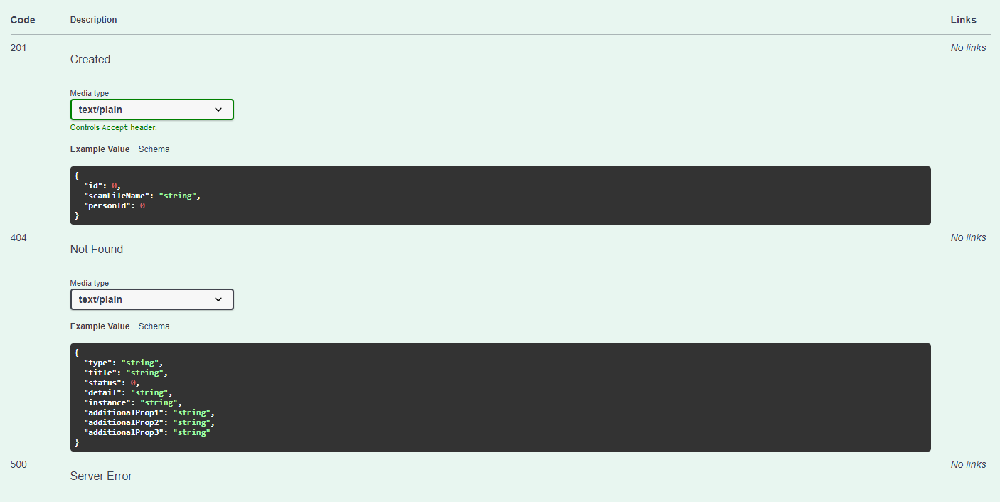 Code Description Links
201 No links
Created
Media type
text/plain
Controls Accept header.
Example Value Schema
{
"id": 0,
"scanFileName": "string",
"personId": 0
}
404 No links
Not Found
Media type
text/plain
Example Value Schema
{
"type": "string",
"title": "string",
"status": 0,
"detail": "string",
"instance": "string",
"additionalProp1": "string",
"additionalProp2": "string",
"additionalProp3": "string"
}
500 No links
Server Error